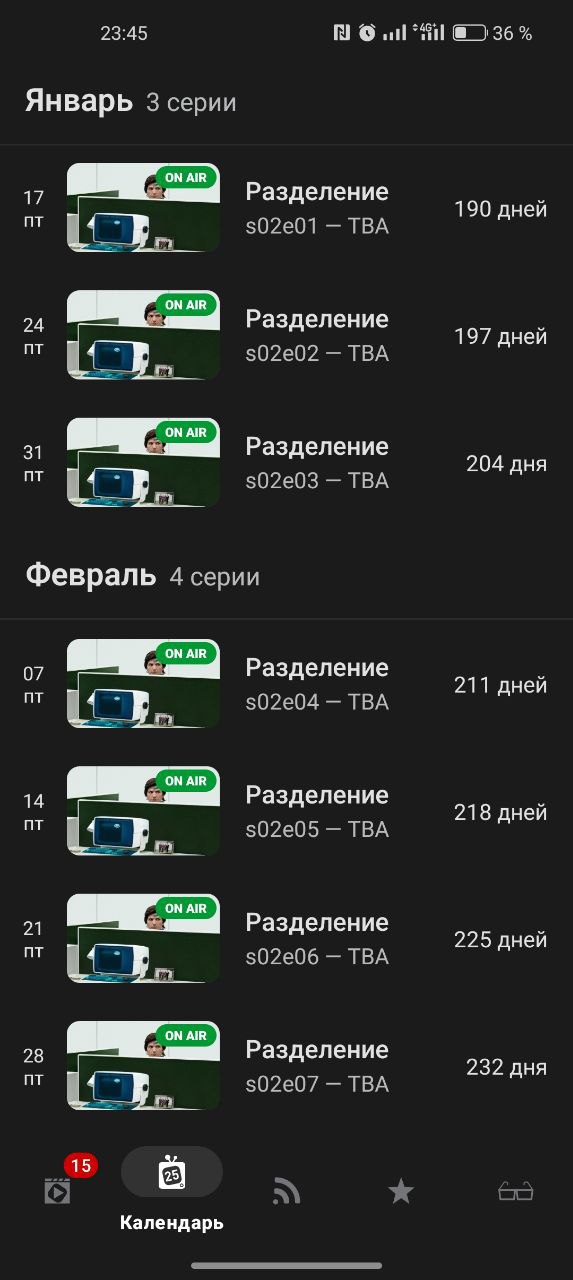 23:45
4G+
36 %
Январь 3 серии
17
пт
ON AIR
Разделение
s02e01 — TBA
190 дней
24
пт
ON AIR
Разделение
s02e02 — TBA
197 дней
31
пт
ON AIR
Разделение
s02e03 — TBA
204 дня
Февраль 4 серии
07
пт
ON AIR
Разделение
s02e04 — TBA
211 дней
14
пт
ON AIR
Разделение
s02e05 — TBA
218 дней
21
пт
ON AIR
Разделение
s02e06 — TBA
225 дней
28
пт
ON AIR
Разделение
s02e07 — TBA
232 дня
15
25
Календарь